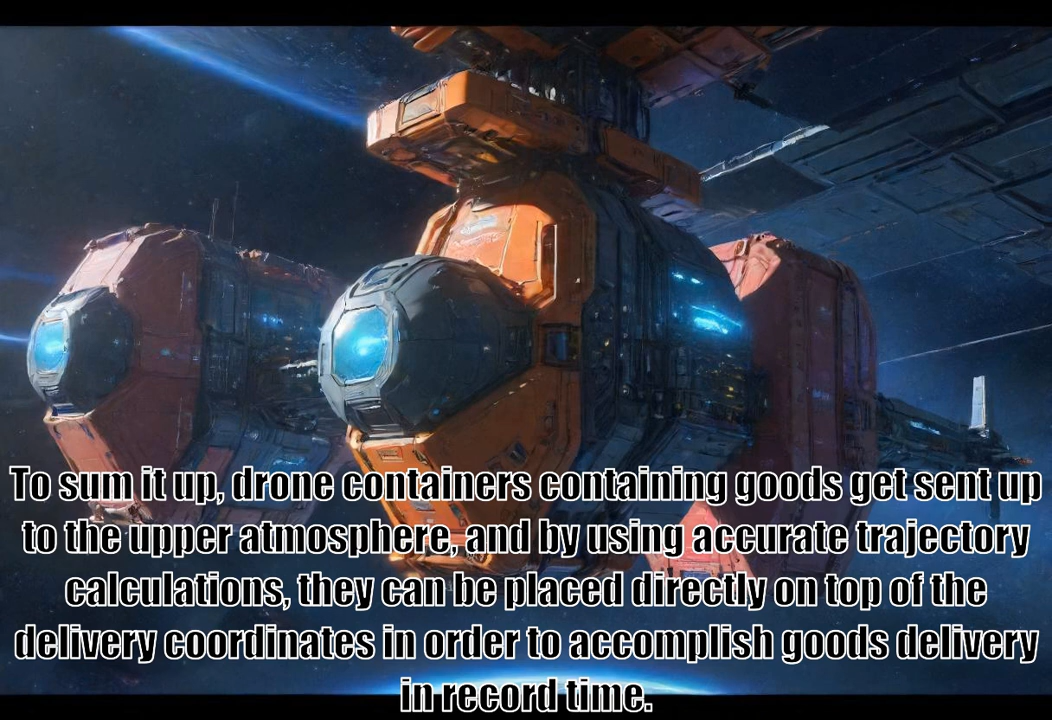 To sum it up, drone containers containing goods get sent up
to the upper atmosphere, and by using accurate trajectory
calculations, they can be placed directly on top of the
delivery coordinates in order to accomplish goods delivery
in record time.